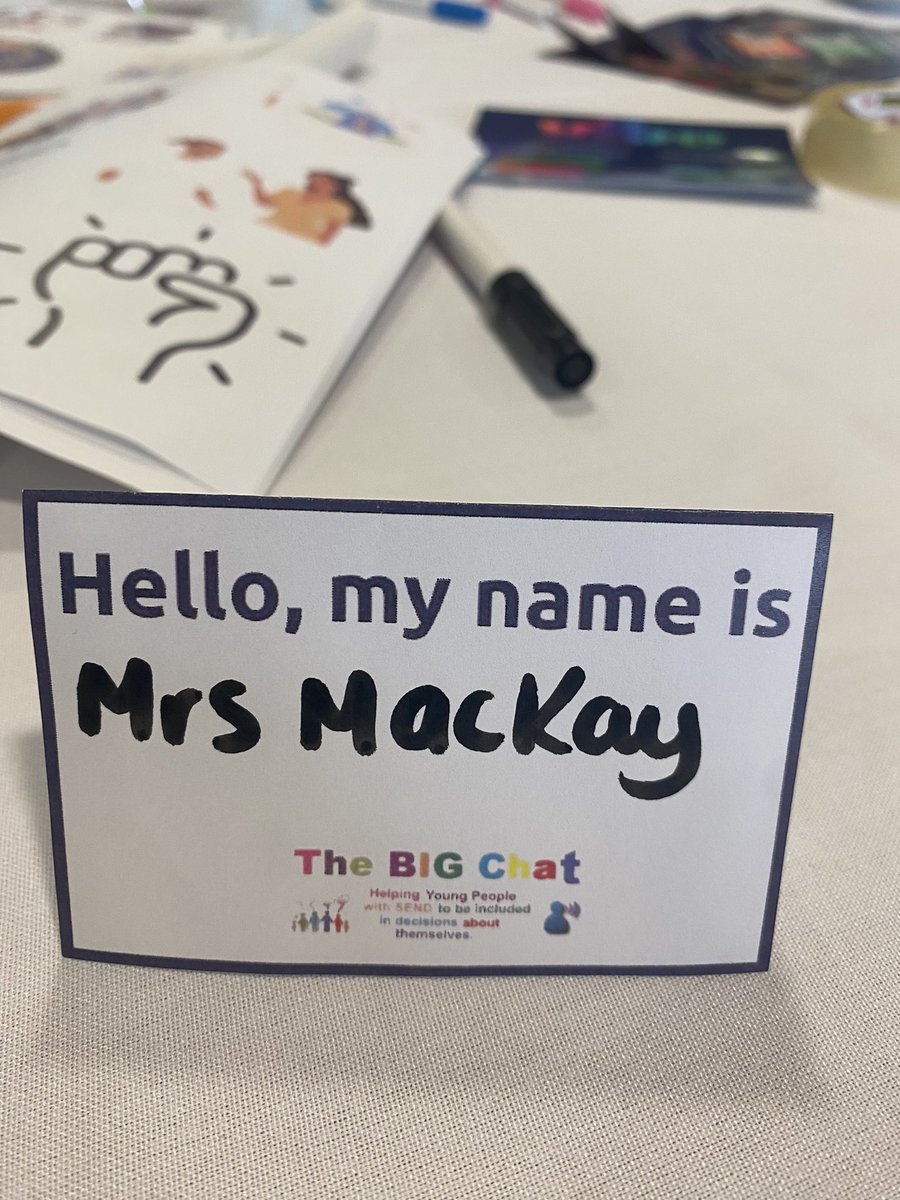 Hello, my name is
Mrs MacKay
The BIG Chat
Helping Young People
with SEND to be included
in decisions about
themselves.